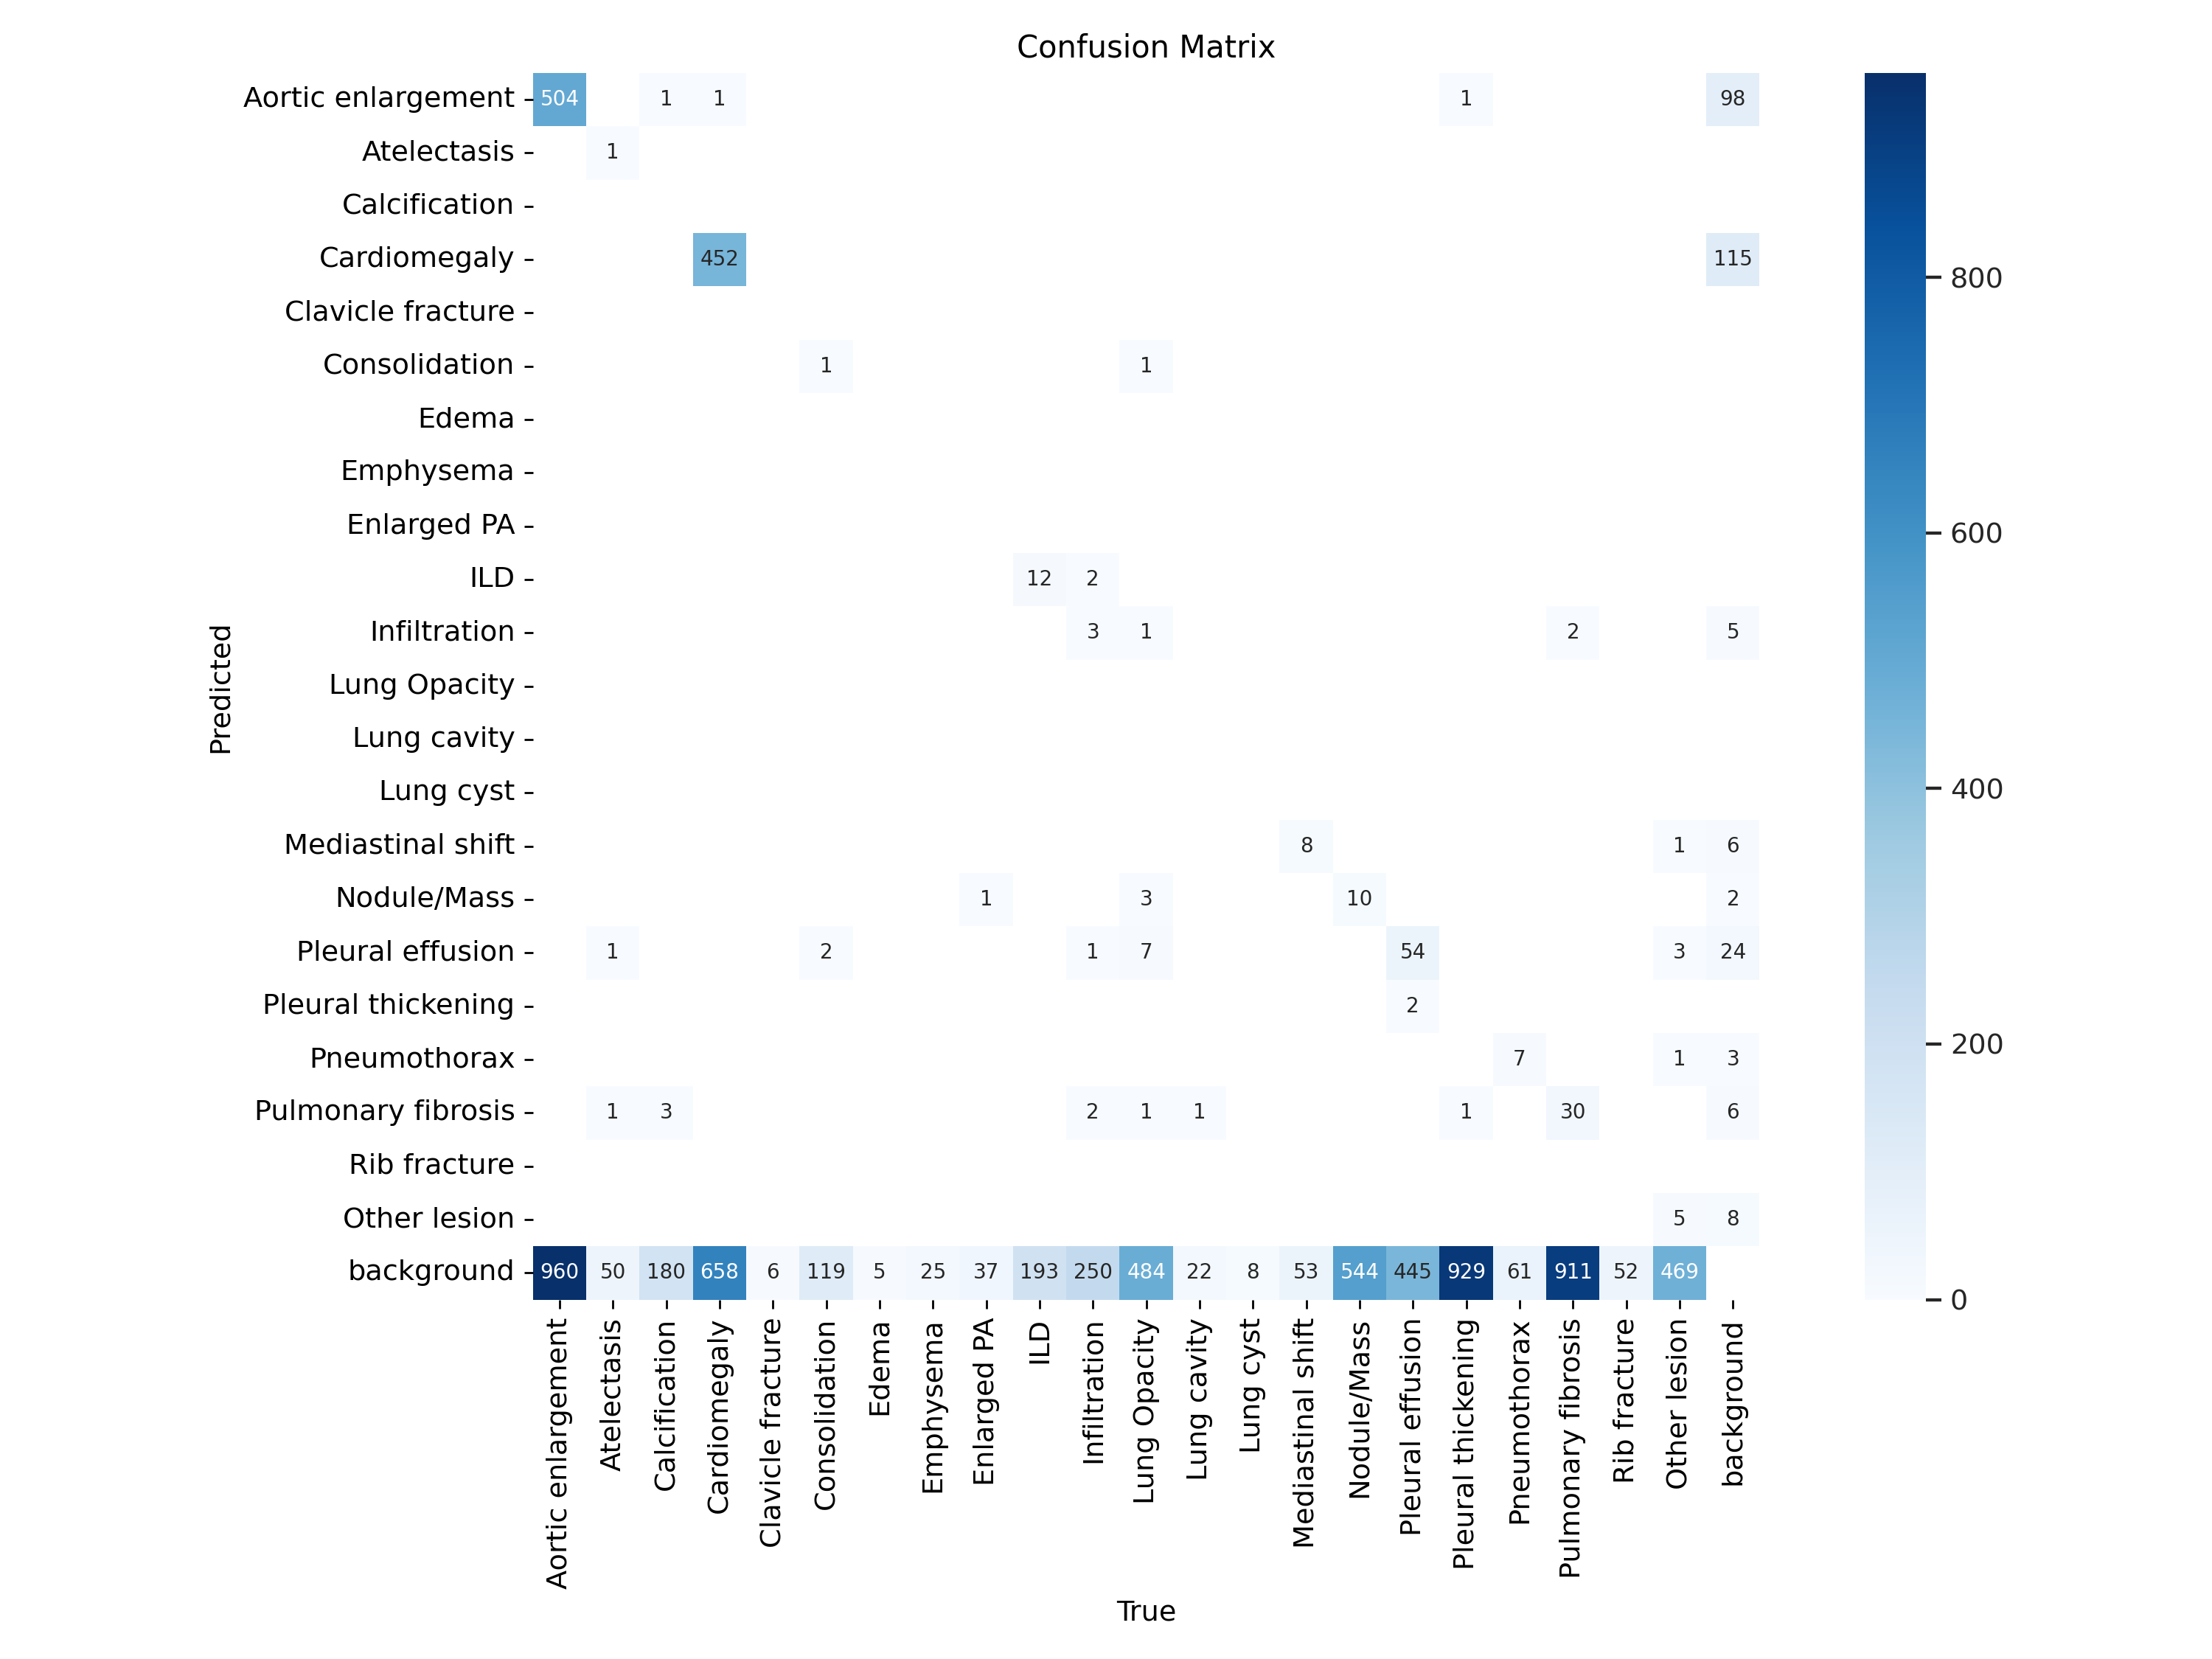 Confusion Matrix
Predicted
Aortic enlargement 504 1 1 1 98
Atelectasis 1
Calcification
Cardiomegaly 452 115
Clavicle fracture
Consolidation 1 1
Edema
Emphysema
Enlarged PA
ILD 12 2
Infiltration 3 1 2 5
Lung Opacity
Lung cavity
Lung cyst
Mediastinal shift 8 1 6
Nodule/Mass 1 3 10 2
Pleural effusion 1 2 1 7 54 3 24
Pleural thickening 2
Pneumothorax 7 1 3
Pulmonary fibrosis 1 3 2 1 1 1 30 6
Rib fracture
Other lesion 5 8
background 960 50 180 658 6 119 5 25 37 193 250 484 22 8 53 544 445 929 61 911 52 469
Aortic enlargement
Atelectasis
Calcification
Cardiomegaly
Clavicle fracture
Consolidation
Edema
Emphysema
Enlarged PA
ILD
Infiltration
Lung Opacity
Lung cavity
Lung cyst
Mediastinal shift
Nodule/Mass
Pleural effusion
Pleural thickening
Pneumothorax
Pulmonary fibrosis
Rib fracture
Other lesion
background
True
800
600
400
200
0